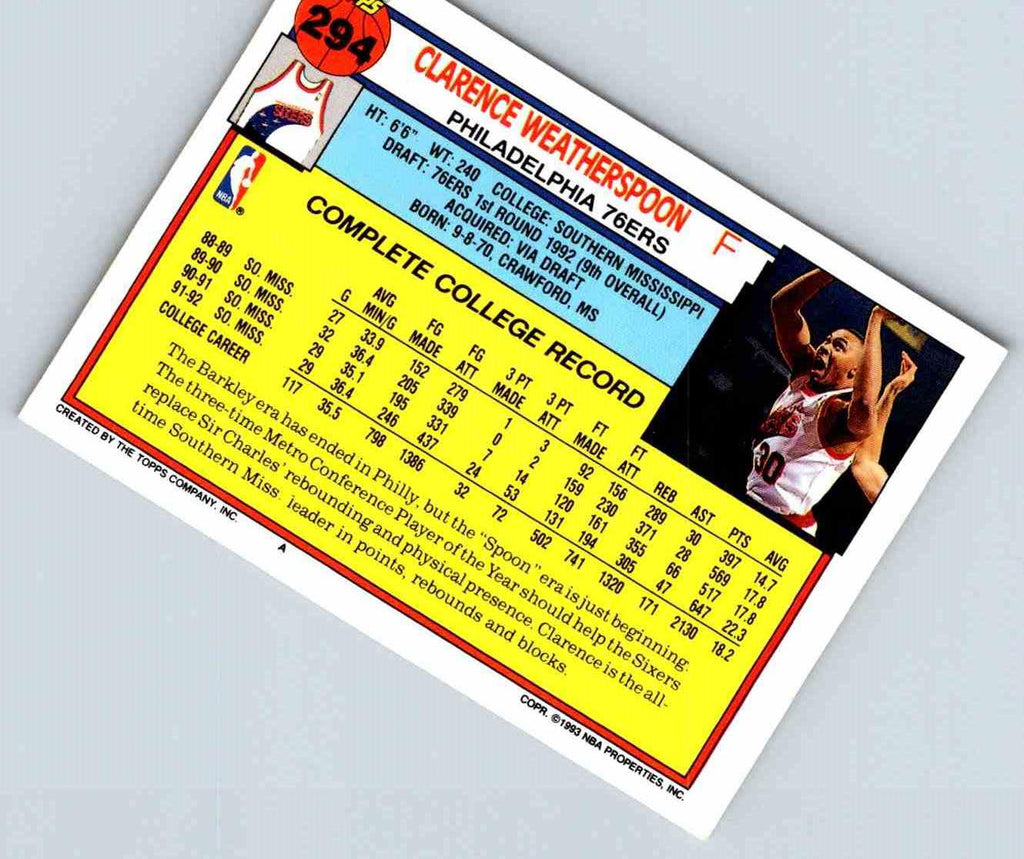 PS
294
CLARENCE WEATHERSPOON F
PHILADELPHIA 76ERS
SIXERS
HT: 6'6" WT: 240 COLLEGE: SOUTHERN MISSISSIPPI
DRAFT: 76ERS 1st ROUND 1992 (9th OVERALL)
ACQUIRED: VIA DRAFT
BORN: 9-8-70, CRAWFORD, MS
30
NBA ®
COMPLETE COLLEGE RECORD
AVG FG FG 3 PT 3 PT FT FT
G MIN/G MADE ATT MADE ATT MADE ATT REB AST PTS AVG
88-89 SO. MISS 27 33.9 152 279 1 3 92 156 289 30 397 14.7
89-90 SO. MISS. 32 36.4 205 339 0 2 159 230 371 28 569 17.8
90-91 SO. MISS. 29 35.1 195 331 7 14 120 161 355 66 517 17.8
91-92 SO. MISS. 29 36.4 246 437 24 53 131 194 305 47 647 22.3
COLLEGE CAREER 117 35.5 798 1386 32 72 502 741 1320 171 2130 18.2
The Barkley era has ended in Philly, but the "Spoon" era is just beginning.
The three-time Metro Conference Player of the Year should help the Sixers
replace Sir Charles' rebounding and physical presence. Clarence is the all-
time Southern Miss. leader in points, rebounds and blocks.
CREATED BY THE TOPPS COMPANY, INC. A COPR. ©1993 NBA PROPERTIES, INC.